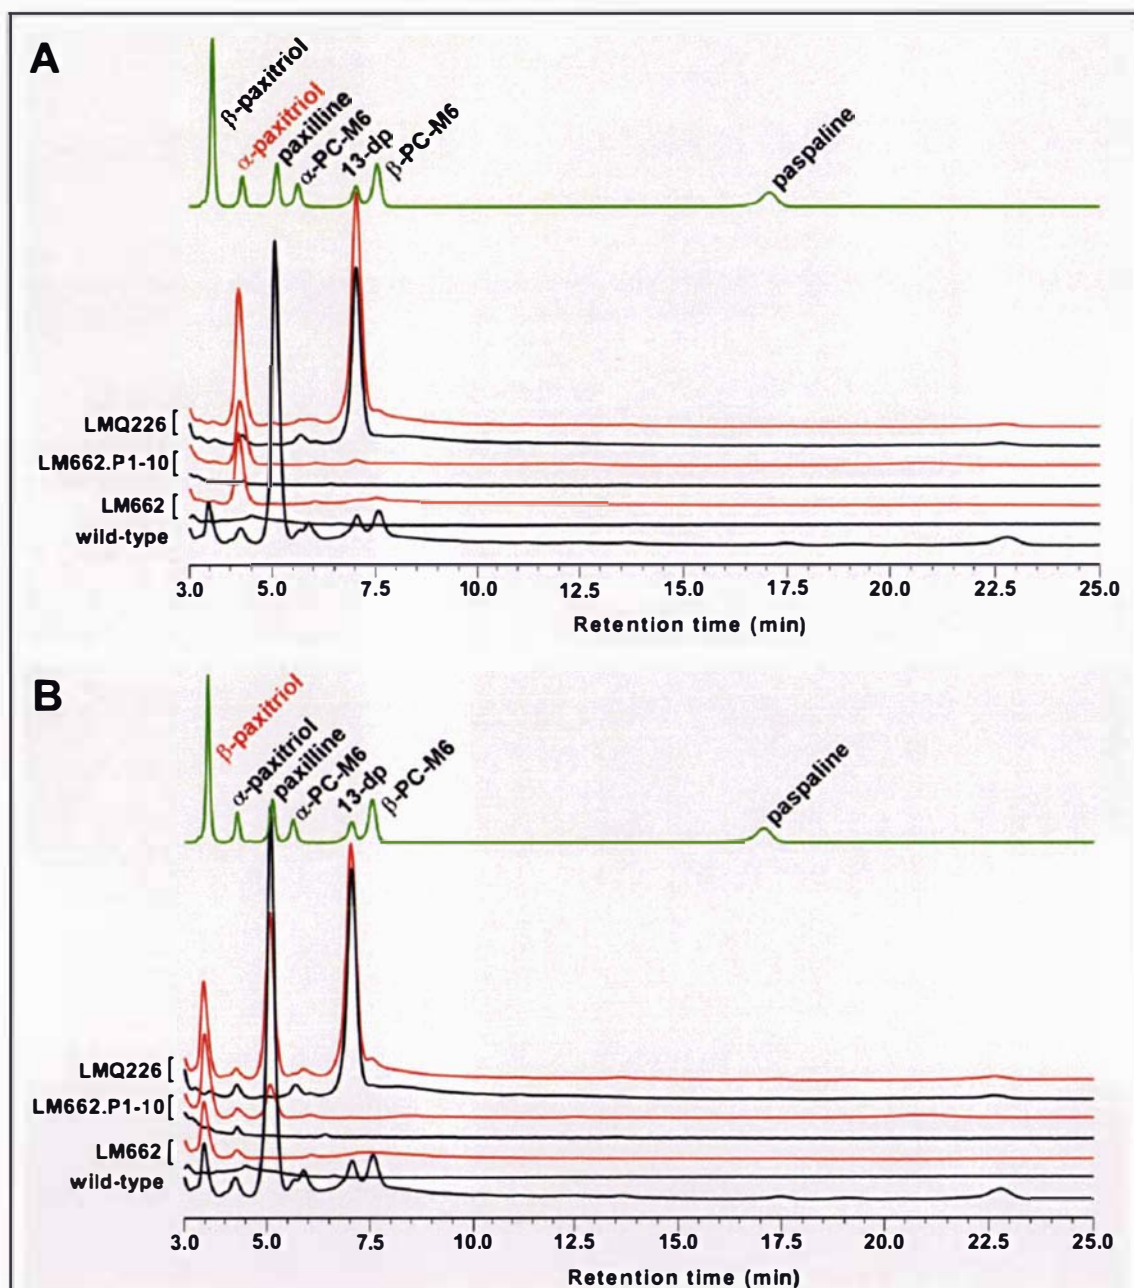 A
β-paxitriol
α-paxitriol
paxilline
α-PC-M6
13-dp
β-PC-M6
paspaline
LMQ226
LM662.P1-10
LM662
wild-type
3.0 5.0 7.5 10.0 12.5 15.0 17.5 20.0 22.5 25.0
Retention time (min)
B
β-paxitriol
α-paxitriol
paxilline
α-PC-M6
13-dp
β-PC-M6
paspaline
LMQ226
LM662.P1-10
LM662
wild-type
3.0 5.0 7.5 10.0 12.5 15.0 17.5 20.0 22.5 25.0
Retention time (min)